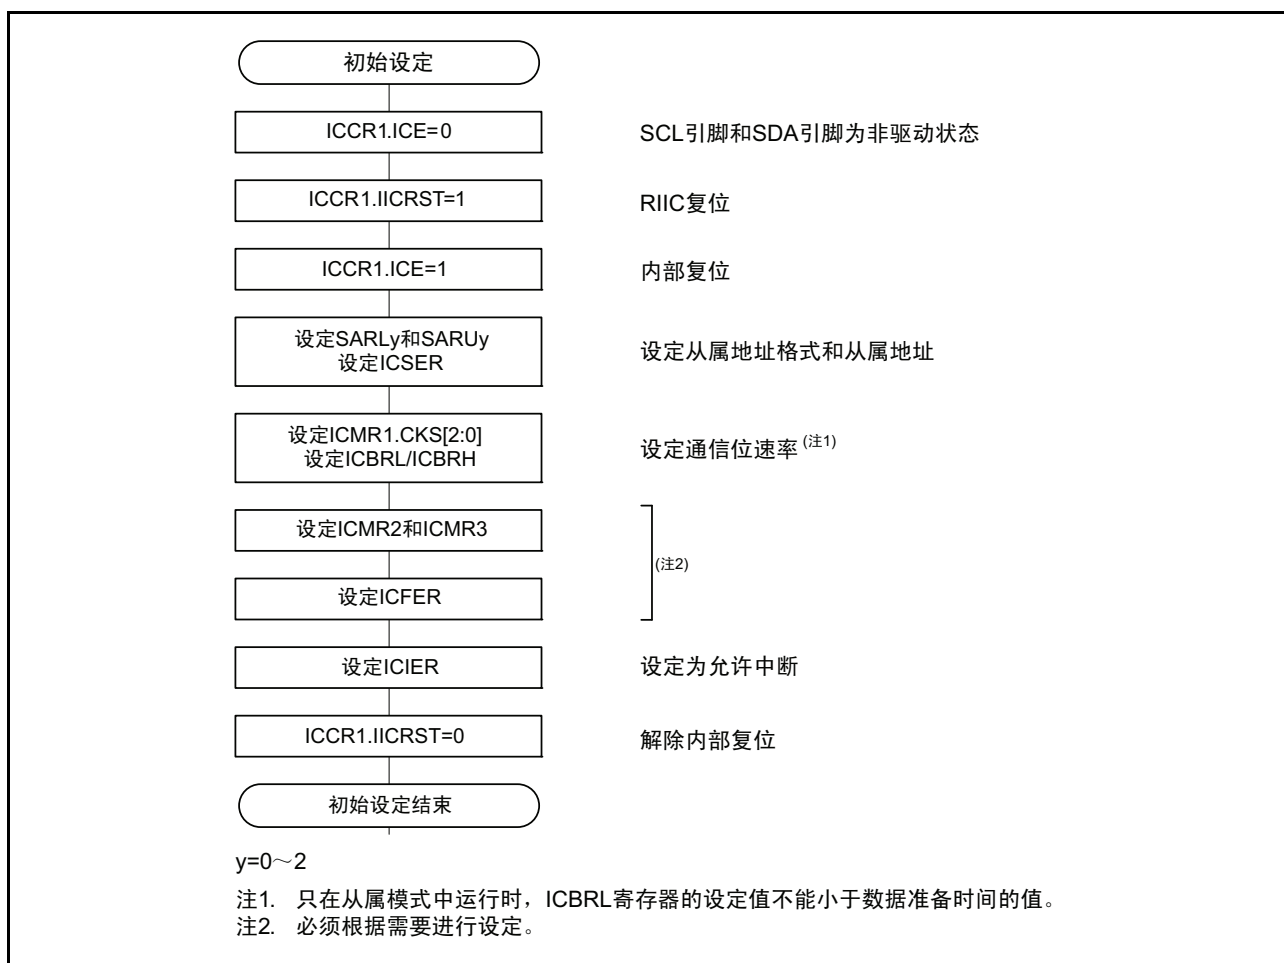 初始设定
ICCR1.ICE=0
SCL引脚和SDA引脚为非驱动状态
ICCR1.IICRST=1
RIIC复位
ICCR1.ICE=1
内部复位
设定SARLy和SARUy
设定ICSER
设定从属地址格式和从属地址
设定ICMR1.CKS[2:0]
设定ICBRL/ICBRH
设定通信位速率(注1)
设定ICMR2和ICMR3
(注2)
设定ICFER
设定ICIER
设定为允许中断
ICCR1.IICRST=0
解除内部复位
初始设定结束
y=0～2
注1. 只在从属模式中运行时，ICBRL寄存器的设定值不能小于数据准备时间的值。
注2. 必须根据需要进行设定。